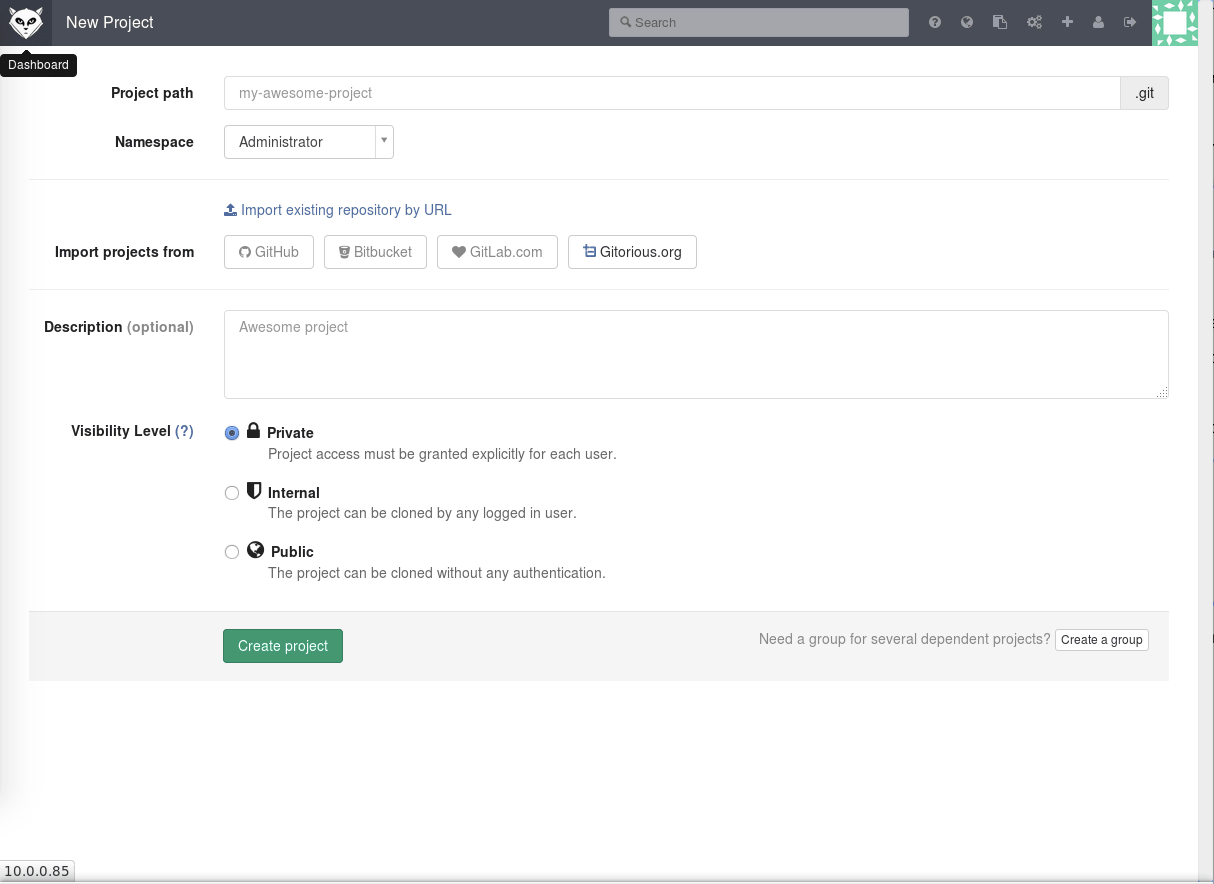 New Project
Search
Dashboard
Project path
my-awesome-project
.git
Namespace
Administrator
Import existing repository by URL
Import projects from
GitHub
Bitbucket
GitLab.com
Gitorious.org
Description (optional)
Awesome project
Visibility Level (?)
Private
Project access must be granted explicitly for each user.
Internal
The project can be cloned by any logged in user.
Public
The project can be cloned without any authentication.
Create project
Need a group for several dependent projects?
Create a group
10.0.0.85